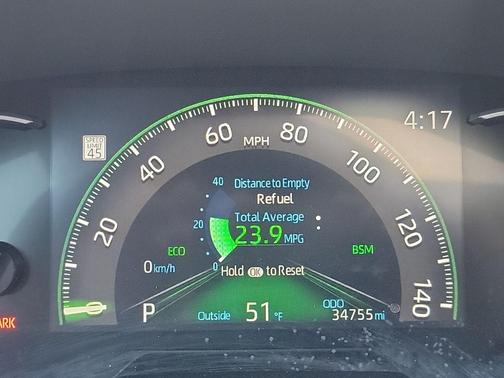 4:17
SPEED
LIMIT
45
60 MPH 80
40 100
20 120
140
40 Distance to Empty
Refuel
20 Total Average
23.9 MPG
ECO BSM
0 km/h 0 Hold OK to Reset
P Outside 51 °F ODO
34755 mi